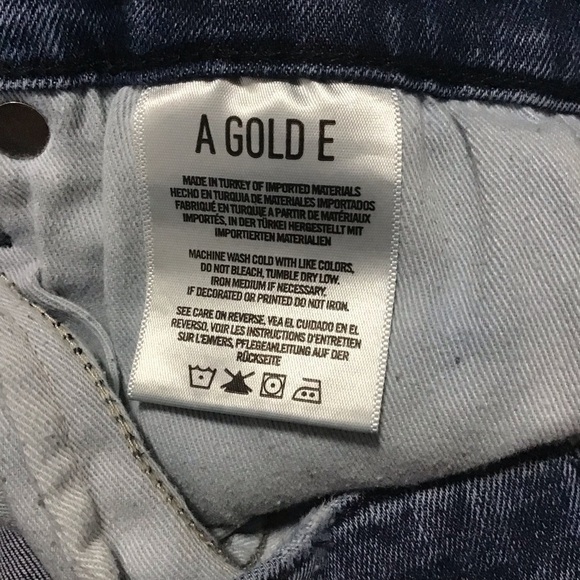 A GOLD E
MADE IN TURKEY OF IMPORTED MATERIALS
HECHO EN TURQUIA DE MATERIALES IMPORTADOS
FABRIQUÉ EN TURQUIE A PARTIR DE MATÉRIAUX
IMPORTÉS, IN DER TÜRKEI HERGESTELLT MIT
IMPORTIERTEN MATERIALIEN
MACHINE WASH COLD WITH LIKE COLORS,
DO NOT BLEACH, TUMBLE DRY LOW.
IRON MEDIUM IF NECESSARY.
IF DECORATED OR PRINTED DO NOT IRON.
SEE CARE ON REVERSE, VEA EL CUIDADO EN EL
REVERSO, VOIR LES INSTRUCTIONS D'ENTRETIEN
SUR L'ENVERS, PFLEGEANLEITUNG AUF DER
RÜCKSEITE